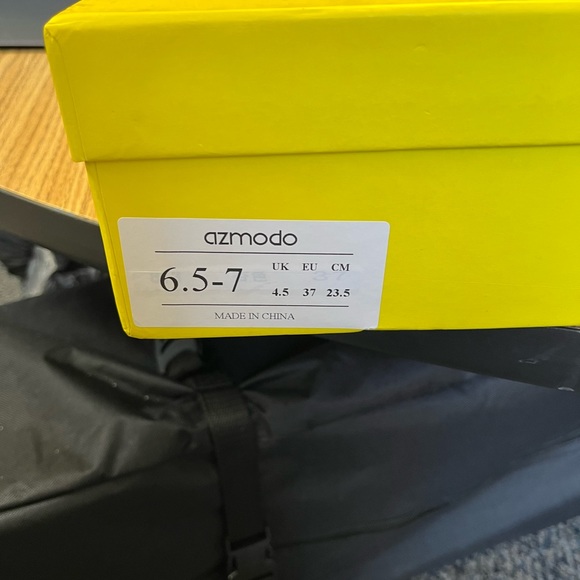 azmodo
6.5-7
UK EU CM
4.5 37 23.5
MADE IN CHINA